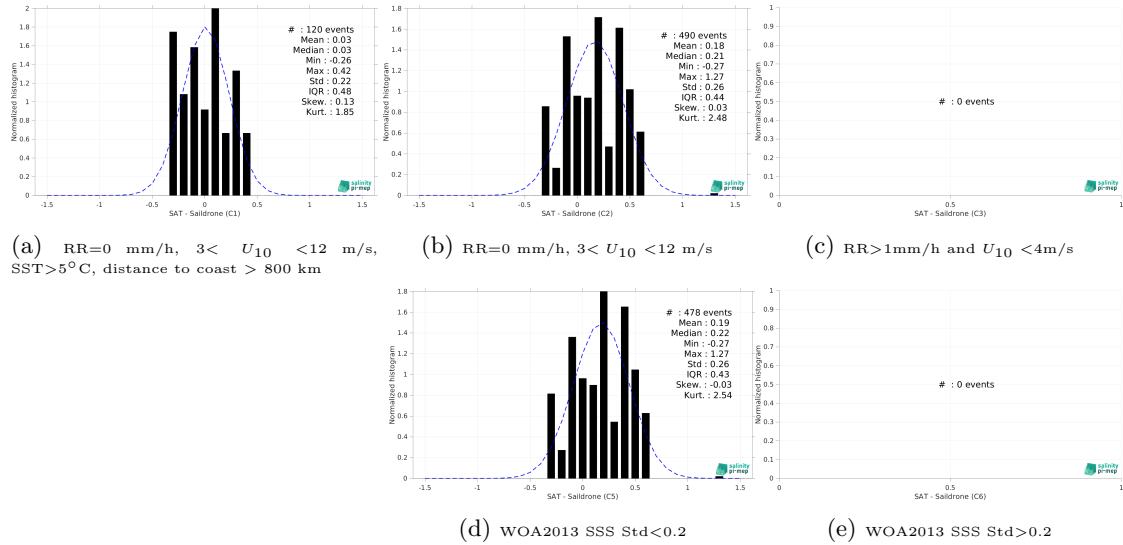 2
1.8
1.6
1.4
1.2
1
0.8
0.6
0.4
0.2
0
Normalized histogram
# : 120 events
Mean : 0.03
Median : 0.03
Min : -0.26
Max : 0.42
Std : 0.22
IQR : 0.48
Skew. : 0.13
Kurt. : 1.85
salinity
pi-mep
-1.5 -1 -0.5 0 0.5 1 1.5
SAT - Saildrone (C1)
(a) RR=0 mm/h, 3< U10 <12 m/s,
SST>5°C, distance to coast > 800 km
1.8
1.6
1.4
1.2
1
0.8
0.6
0.4
0.2
0
Normalized histogram
# : 490 events
Mean : 0.18
Median : 0.21
Min : -0.27
Max : 1.27
Std : 0.26
IQR : 0.44
Skew. : 0.03
Kurt. : 2.48
salinity
pi-mep
-1.5 -1 -0.5 0 0.5 1 1.5
SAT - Saildrone (C2)
(b) RR=0 mm/h, 3< U10 <12 m/s
1
0.9
0.8
0.7
0.6
0.5
0.4
0.3
0.2
0.1
0
Normalized histogram
# : 0 events
salinity
pi-mep
0 0.5 1
SAT - Saildrone (C3)
(c) RR>1mm/h and U10 <4m/s
1.8
1.6
1.4
1.2
1
0.8
0.6
0.4
0.2
0
Normalized histogram
# : 478 events
Mean : 0.19
Median : 0.22
Min : -0.27
Max : 1.27
Std : 0.26
IQR : 0.43
Skew. : -0.03
Kurt. : 2.54
salinity
pi-mep
-1.5 -1 -0.5 0 0.5 1 1.5
SAT - Saildrone (C5)
(d) WOA2013 SSS Std<0.2
1
0.9
0.8
0.7
0.6
0.5
0.4
0.3
0.2
0.1
0
Normalized histogram
# : 0 events
salinity
pi-mep
0 0.5 1
SAT - Saildrone (C6)
(e) WOA2013 SSS Std>0.2